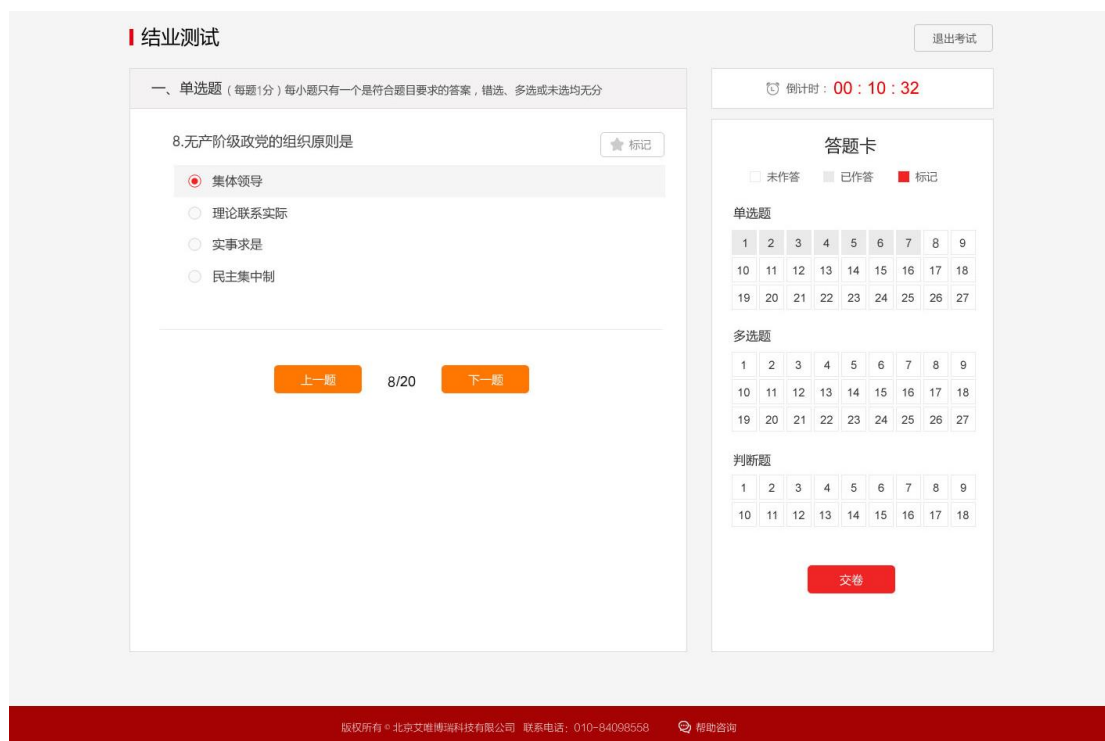 结业测试
退出考试
一、单选题（每题1分）每小题只有一个是符合题目要求的答案，错选、多选或未选均无分
倒计时：00：10：32
8.无产阶级政党的组织原则是
标记
集体领导
理论联系实际
实事求是
民主集中制
上一题 8/20 下一题
答题卡
未作答 已作答 标记
单选题
1 2 3 4 5 6 7 8 9
10 11 12 13 14 15 16 17 18
19 20 21 22 23 24 25 26 27
多选题
1 2 3 4 5 6 7 8 9
10 11 12 13 14 15 16 17 18
19 20 21 22 23 24 25 26 27
判断题
1 2 3 4 5 6 7 8 9
10 11 12 13 14 15 16 17 18
交卷
版权所有©北京艾唯博瑞科技有限公司 联系电话：010-84098558 帮助咨询